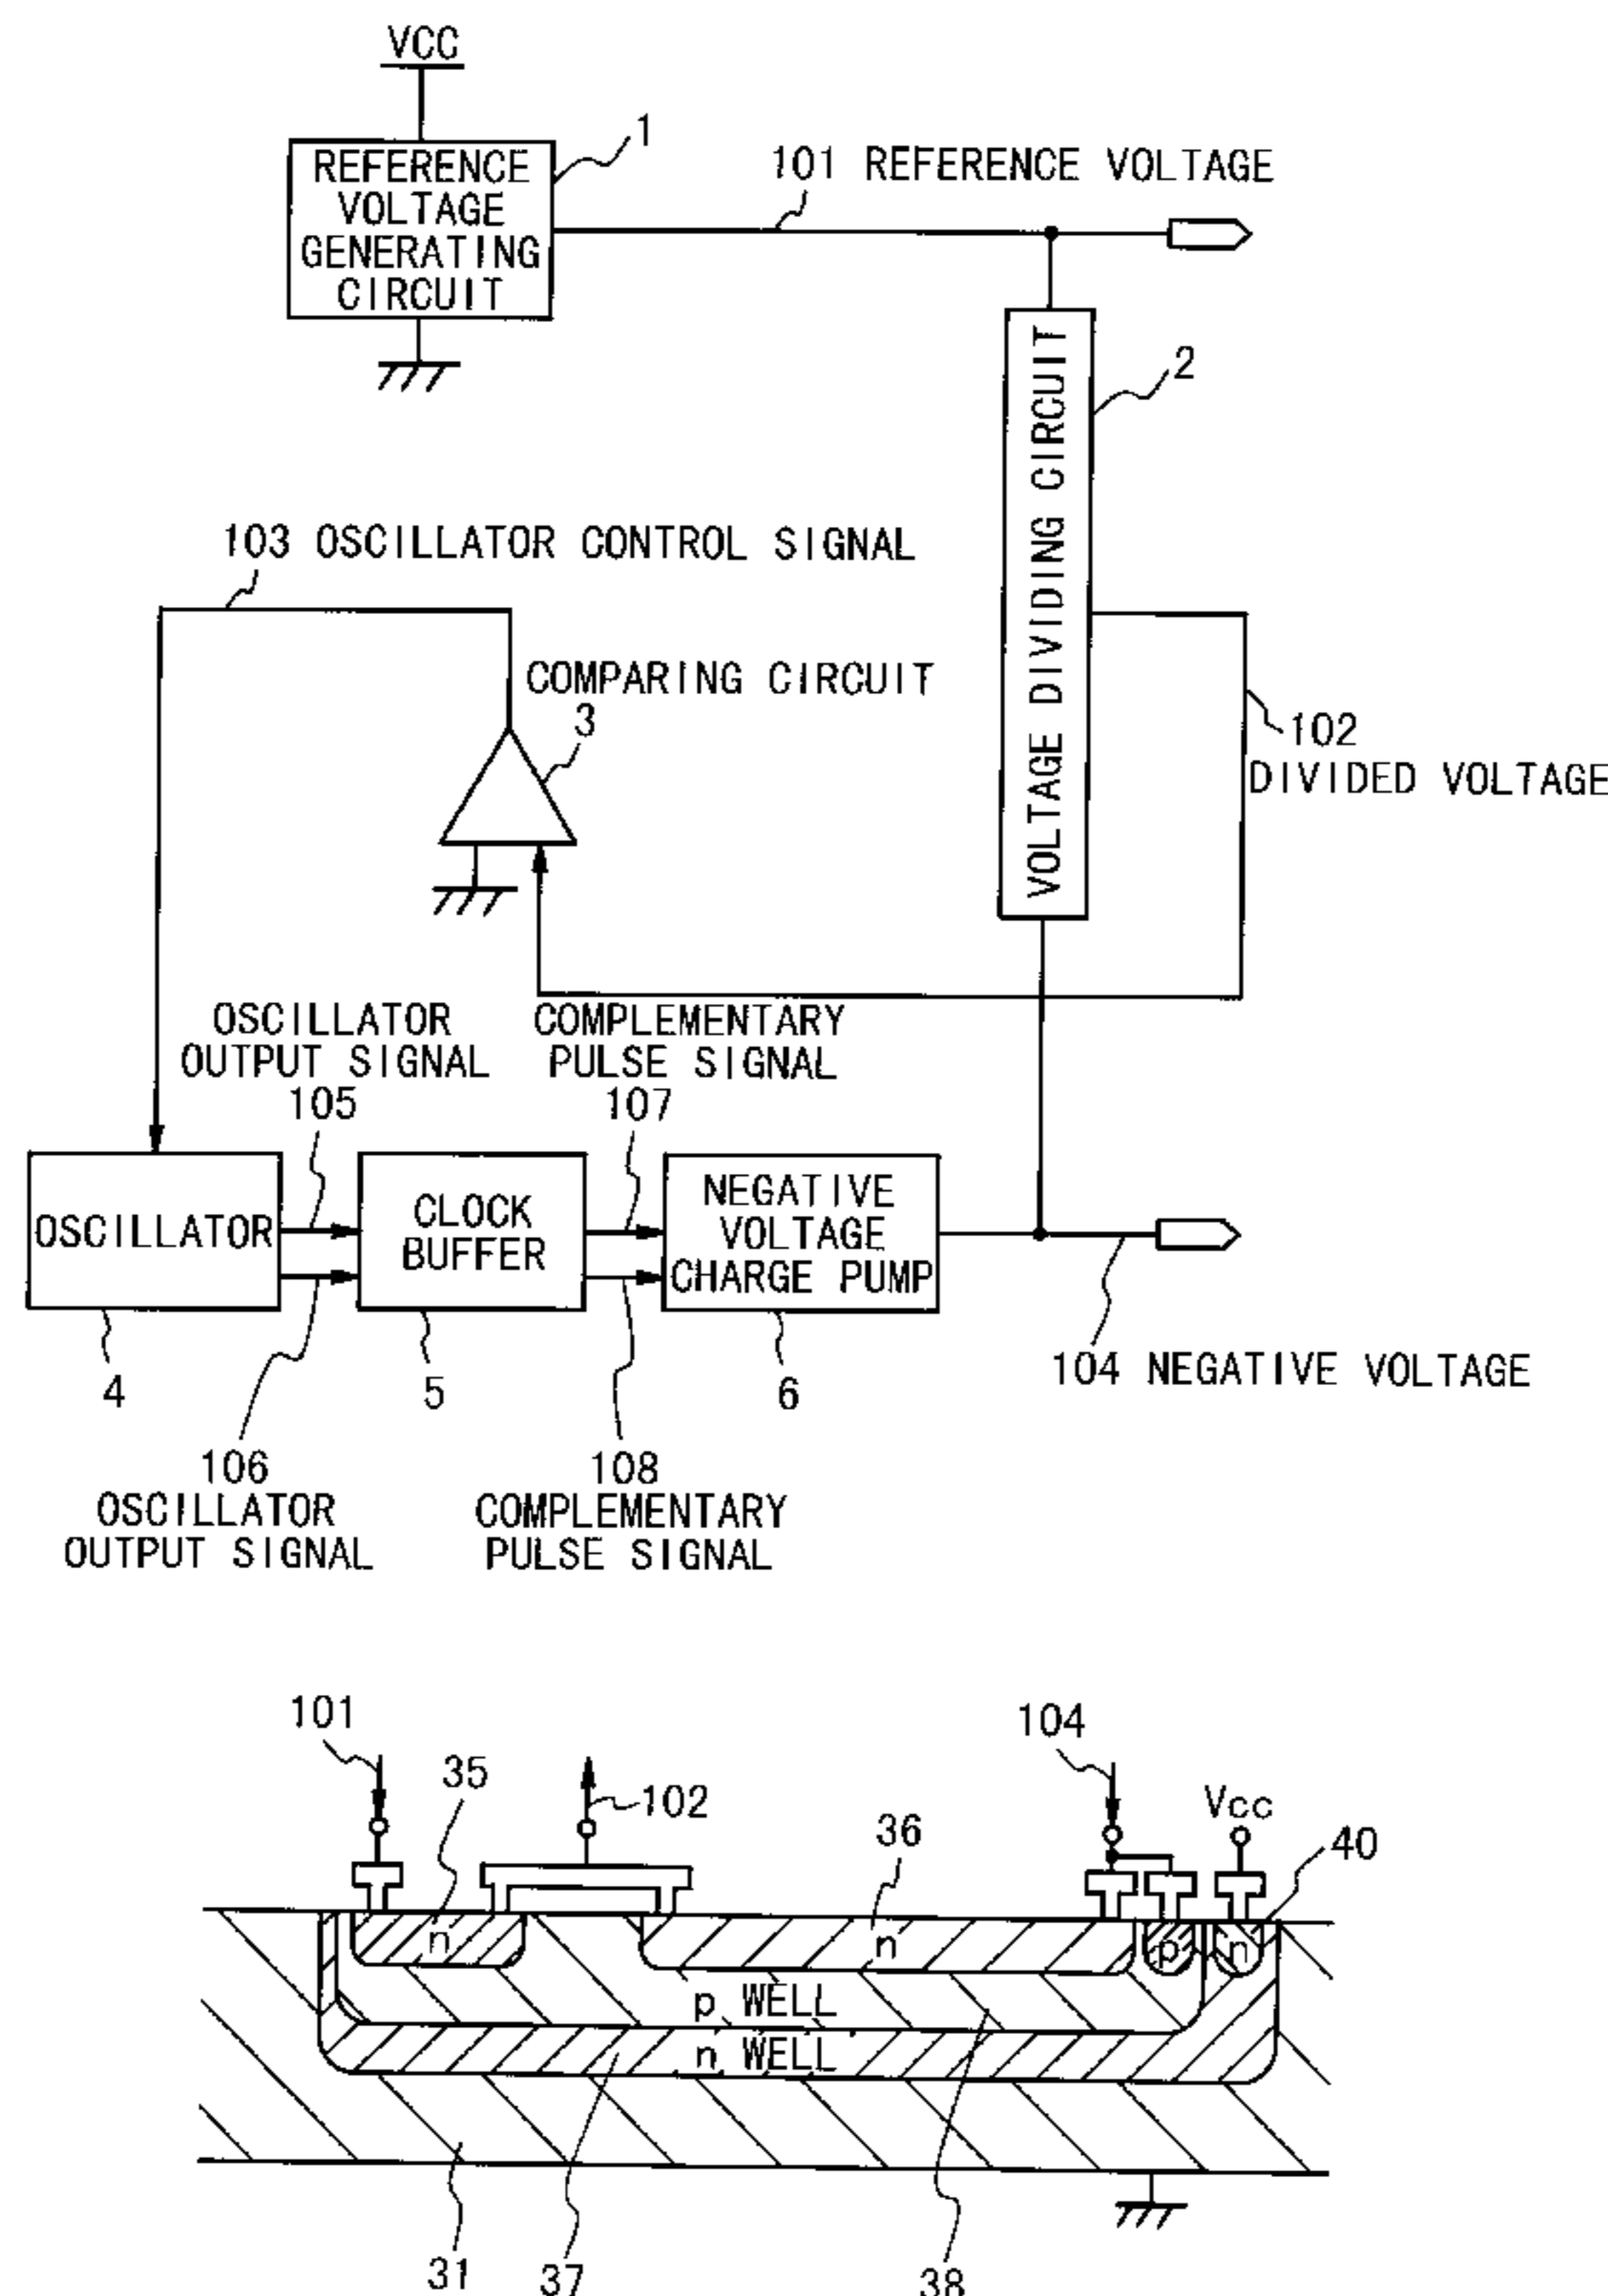 VCC
1
REFERENCE
VOLTAGE
GENERATING
CIRCUIT
101 REFERENCE VOLTAGE
VOLTAGE DIVIDING CIRCUIT
2
103 OSCILLATOR CONTROL SIGNAL
COMPARING CIRCUIT
3
102
DIVIDED VOLTAGE
OSCILLATOR
OUTPUT SIGNAL
105
COMPLEMENTARY
PULSE SIGNAL
107
OSCILLATOR
CLOCK
BUFFER
NEGATIVE
VOLTAGE
CHARGE PUMP
4
5
6
104 NEGATIVE VOLTAGE
106
OSCILLATOR
OUTPUT SIGNAL
108
COMPLEMENTARY
PULSE SIGNAL
101
35
102
36
104
Vcc
40
n
n
p
n
p WELL
n WELL
31
37
38